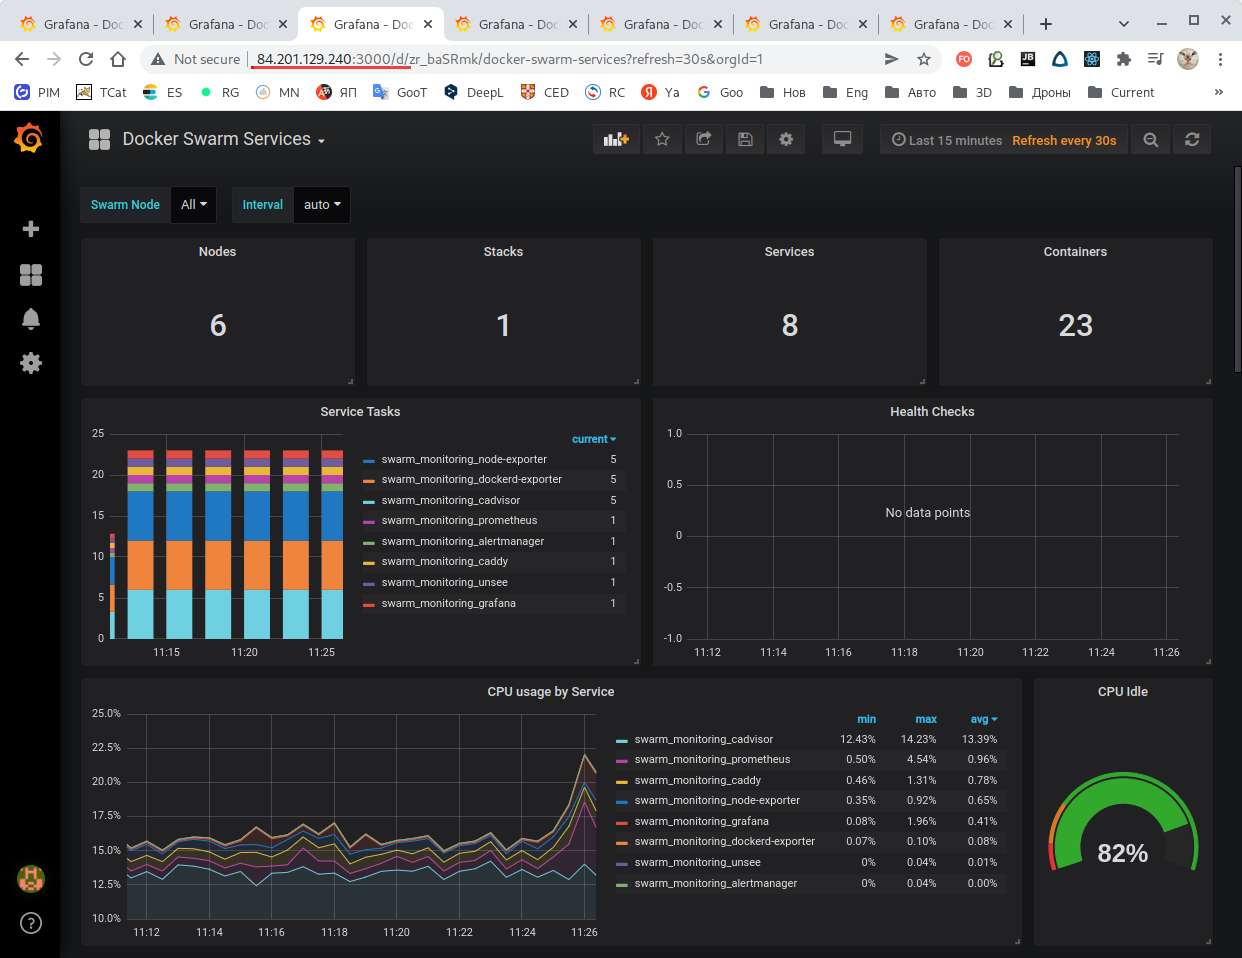 Grafana - Doc
Grafana - Doc
Grafana - Doc
Grafana - Doc
Grafana - Doc
Grafana - Doc
Grafana - Doc
Not secure 84.201.129.240:3000/d/zr_baSRmk/docker-swarm-services?refresh=30s&orgId=1
FO JB
PIM TCat ES RG MN ЯП GooT DeepL CED RC Я Ya Goo Нов Eng Авто 3D Дроны Current »
Docker Swarm Services
Last 15 minutes Refresh every 30s
Swarm Node All Interval auto
Nodes
6
Stacks
1
Services
8
Containers
23
Service Tasks
25
20
15
10
5
0
11:15 11:20 11:25
current
swarm_monitoring_node-exporter 5
swarm_monitoring_dockerd-exporter 5
swarm_monitoring_cadvisor 5
swarm_monitoring_prometheus 1
swarm_monitoring_alertmanager 1
swarm_monitoring_caddy 1
swarm_monitoring_unsee 1
swarm_monitoring_grafana 1
Health Checks
1.0
0.5
0
-0.5
-1.0
No data points
11:12 11:14 11:16 11:18 11:20 11:22 11:24 11:26
CPU usage by Service
25.0%
22.5%
20.0%
17.5%
15.0%
12.5%
10.0%
11:12 11:14 11:16 11:18 11:20 11:22 11:24 11:26
min max avg
swarm_monitoring_cadvisor 12.43% 14.23% 13.39%
swarm_monitoring_prometheus 0.50% 4.54% 0.96%
swarm_monitoring_caddy 0.46% 1.31% 0.78%
swarm_monitoring_node-exporter 0.35% 0.92% 0.65%
swarm_monitoring_grafana 0.08% 1.96% 0.41%
swarm_monitoring_dockerd-exporter 0.07% 0.10% 0.08%
swarm_monitoring_unsee 0% 0.04% 0.01%
swarm_monitoring_alertmanager 0% 0.04% 0.00%
CPU Idle
82%